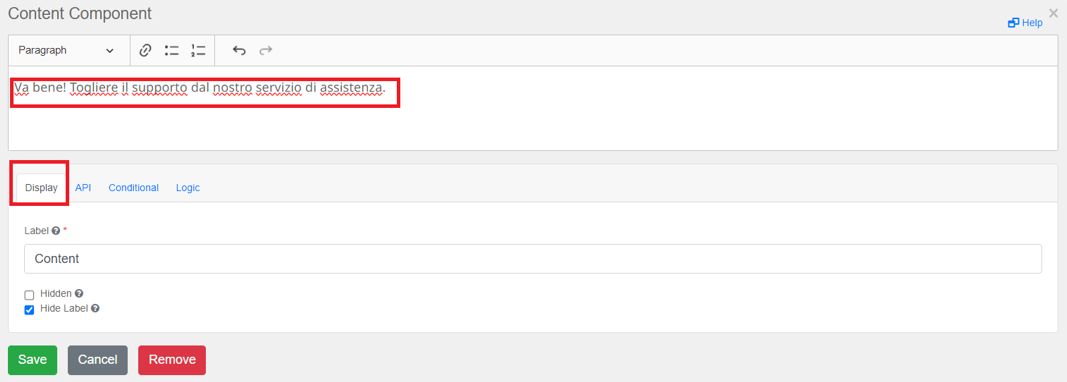 Content Component
Help
Paragraph
Va bene! Togliere il supporto dal nostro servizio di assistenza.
Display API Conditional Logic
Label *
Content
Hidden
Hide Label
Save Cancel Remove